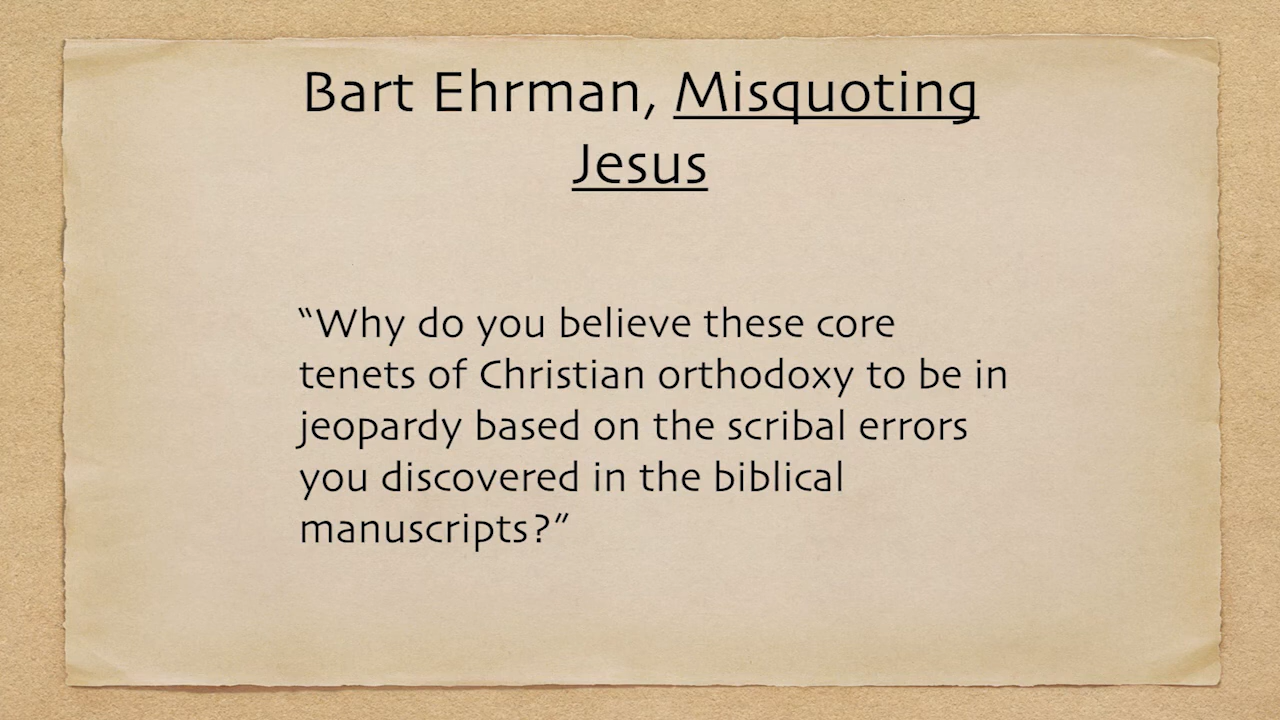 Bart Ehrman, Misquoting
Jesus
“Why do you believe these core
tenets of Christian orthodoxy to be in
jeopardy based on the scribal errors
you discovered in the biblical
manuscripts?”